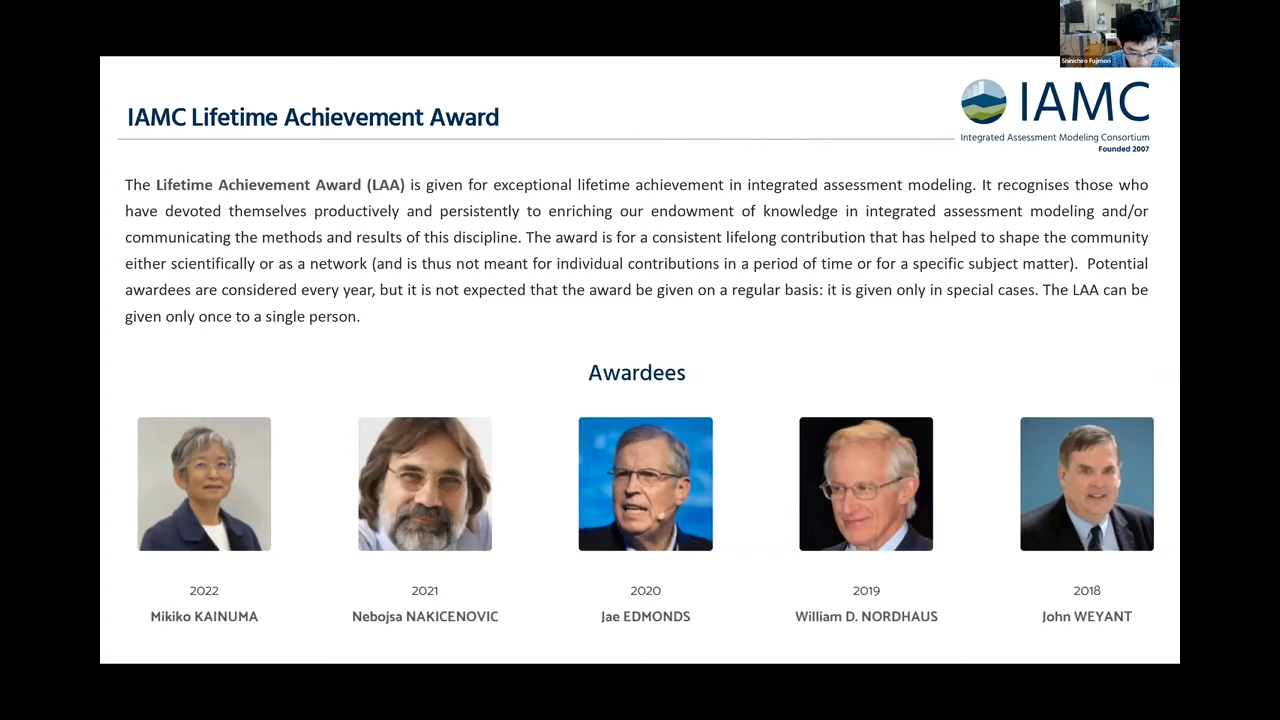 Shinichiro Fujimori
IAMC
IAMC Lifetime Achievement Award
Integrated Assessment Modeling Consortium
Founded 2007
The Lifetime Achievement Award (LAA) is given for exceptional lifetime achievement in integrated assessment modeling. It recognises those who
have devoted themselves productively and persistently to enriching our endowment of knowledge in integrated assessment modeling and/or
communicating the methods and results of this discipline. The award is for a consistent lifelong contribution that has helped to shape the community
either scientifically or as a network (and is thus not meant for individual contributions in a period of time or for a specific subject matter). Potential
awardees are considered every year, but it is not expected that the award be given on a regular basis: it is given only in special cases. The LAA can be
given only once to a single person.
Awardees
2022 2021 2020 2019 2018
Mikiko KAINUMA Nebojsa NAKICENOVIC Jae EDMONDS William D. NORDHAUS John WEYANT